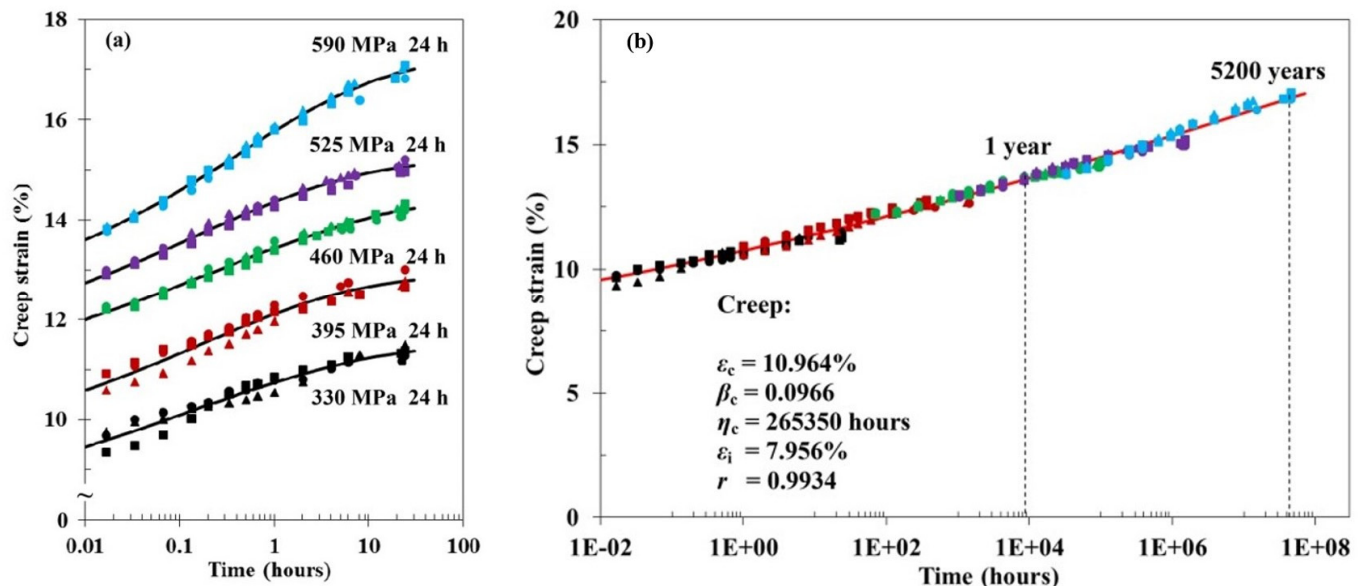 (a)
18
16
14
12
10
~
0
Creep strain (%)
590 MPa 24 h
525 MPa 24 h
460 MPa 24 h
395 MPa 24 h
330 MPa 24 h
0.01 0.1 1 10 100
Time (hours)
(b)
20
15
10
5
0
Creep strain (%)
5200 years
1 year
Creep:
εc = 10.964%
βc = 0.0966
ηc = 265350 hours
εi = 7.956%
r = 0.9934
1E-02 1E+00 1E+02 1E+04 1E+06 1E+08
Time (hours)